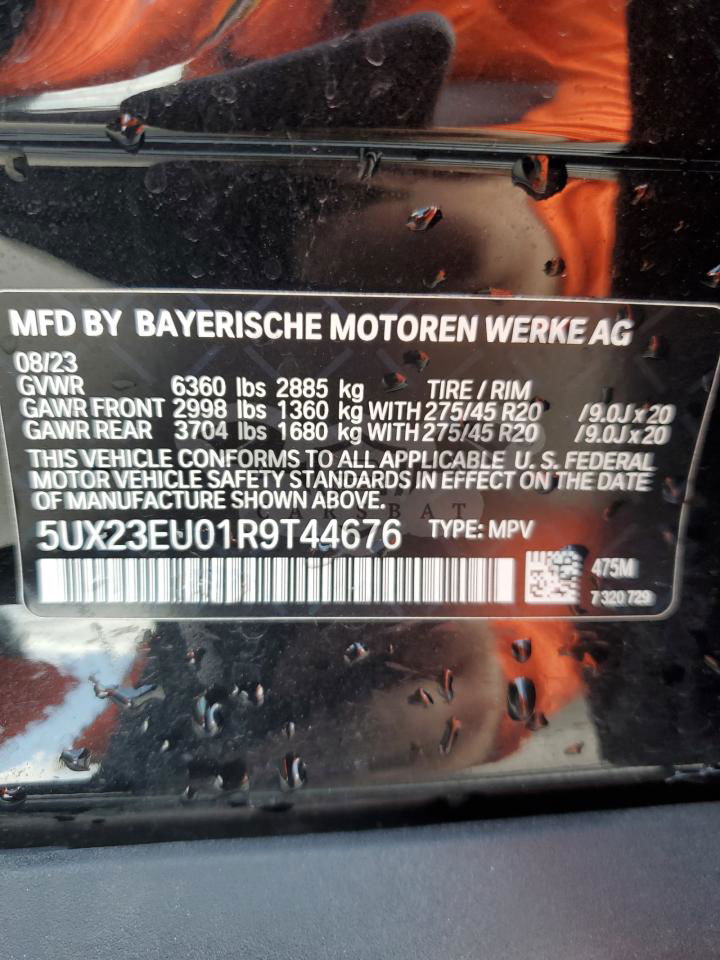 MFD BY BAYERISCHE MOTOREN WERKE AG
08/23
GVWR 6360 lbs 2885 kg TIRE / RIM
GAWR FRONT 2998 lbs 1360 kg WITH 275/45 R20 /9.0J x 20
GAWR REAR 3704 lbs 1680 kg WITH 275/45 R20 /9.0J x 20
THIS VEHICLE CONFORMS TO ALL APPLICABLE U. S. FEDERAL
MOTOR VEHICLE SAFETY STANDARDS IN EFFECT ON THE DATE
OF MANUFACTURE SHOWN ABOVE.
CARSBAT
5UX23EU01R9T44676 TYPE: MPV
475M
7 320 729